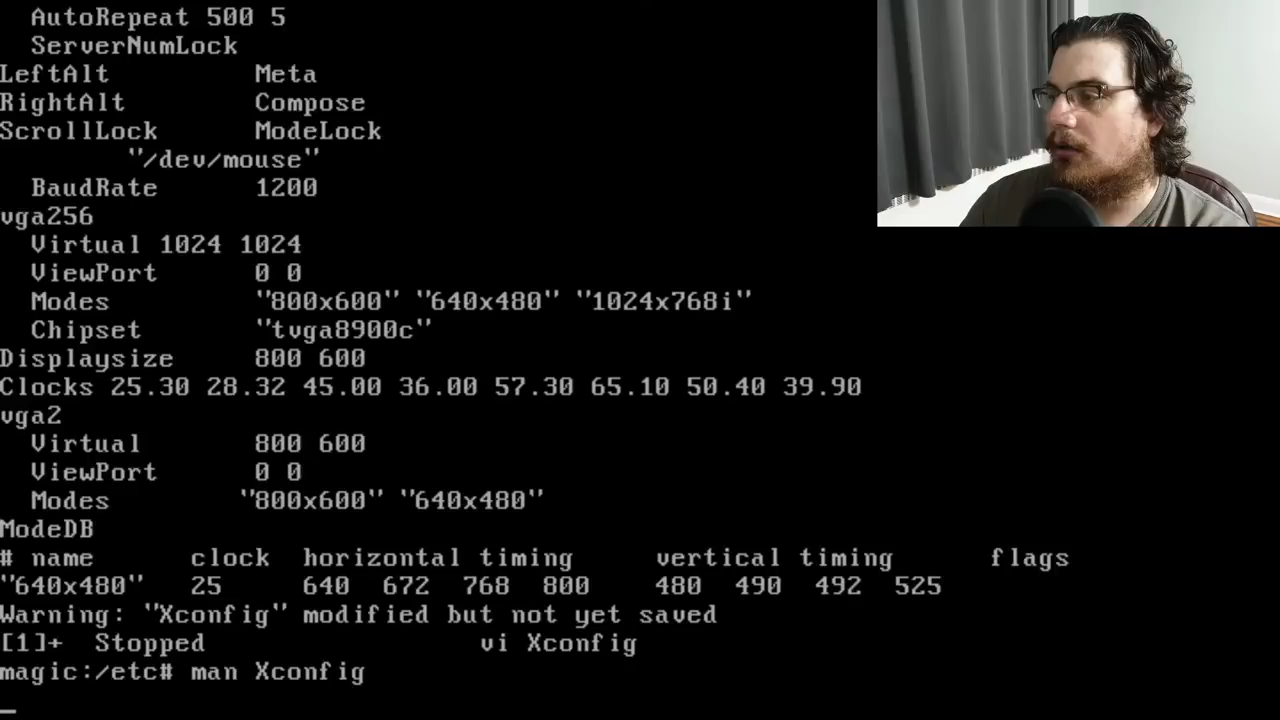 AutoRepeat 500 5
ServerNumLock
LeftAlt Meta
RightAlt Compose
ScrollLock ModeLock
"/dev/mouse"
BaudRate 1200
vga256
Virtual 1024 1024
ViewPort 0 0
Modes "800x600" "640x480" "1024x768i"
Chipset "tvga8900c"
Displaysize 800 600
Clocks 25.30 28.32 45.00 36.00 57.30 65.10 50.40 39.90
vga2
Virtual 800 600
ViewPort 0 0
Modes "800x600" "640x480"
ModeDB
# name clock horizontal timing vertical timing flags
"640x480" 25 640 672 768 800 480 490 492 525
Warning: "Xconfig" modified but not yet saved
[1]+ Stopped vi Xconfig
magic:/etc# man Xconfig